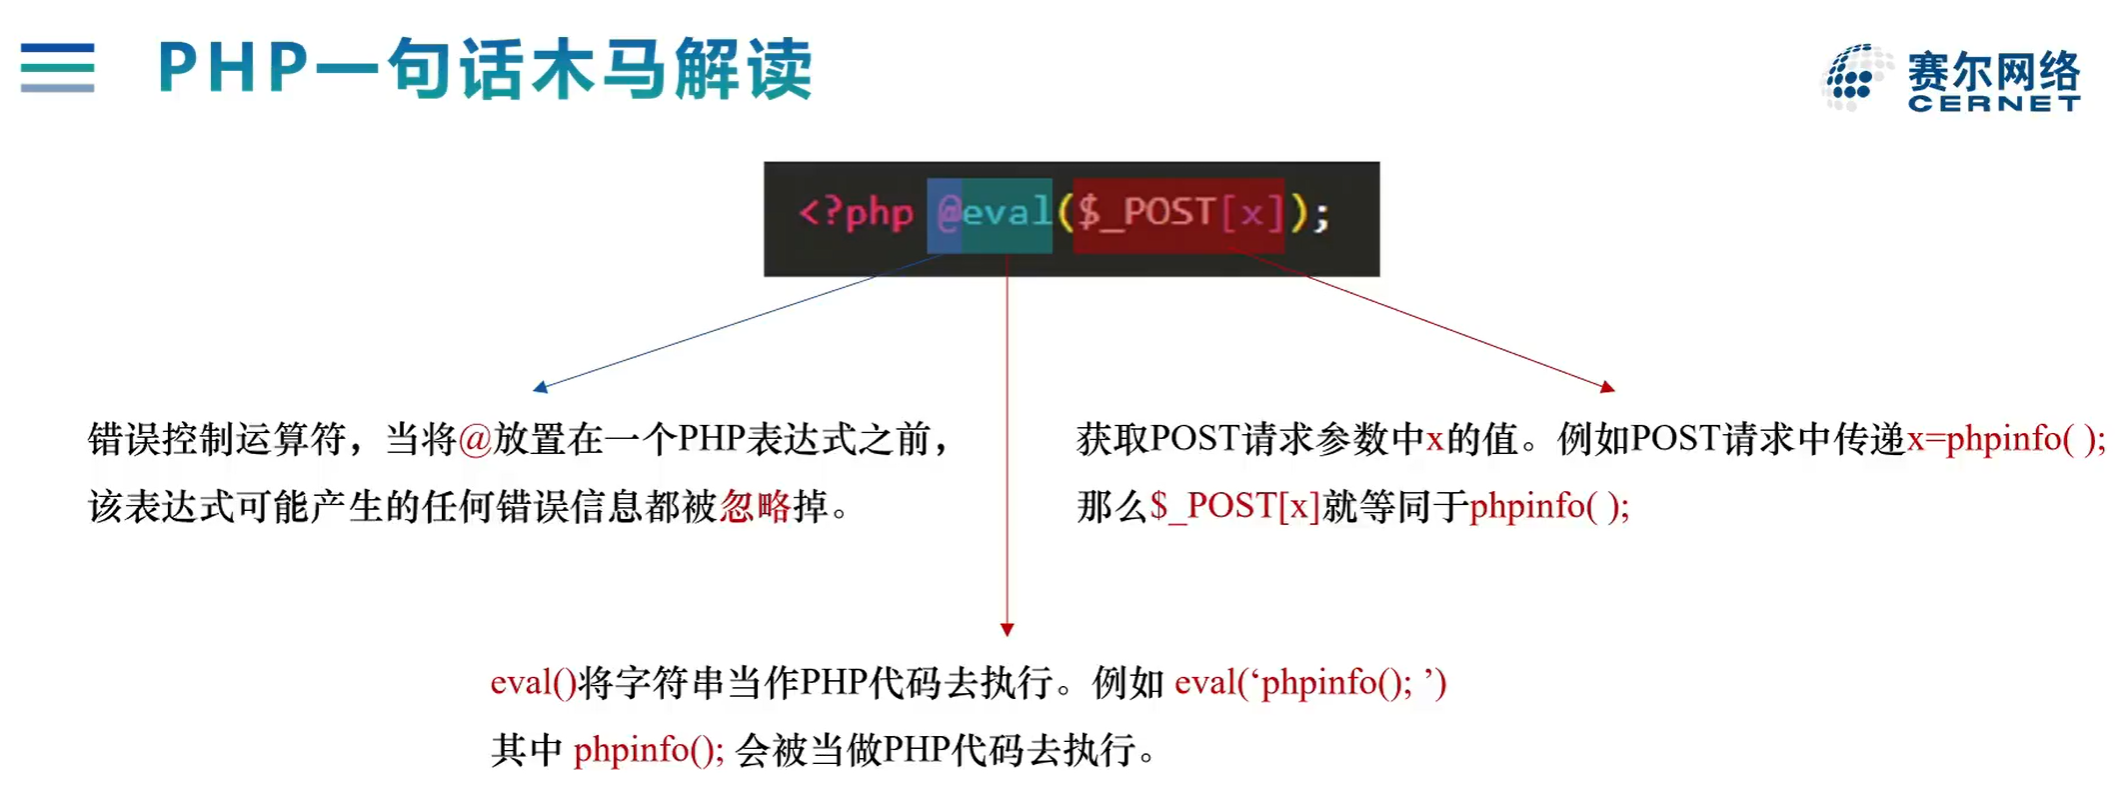 PHP一句话木马解读
赛尔网络
CERNET
<?php @eval($_POST[x]);
错误控制运算符，当将@放置在一个PHP表达式之前，
该表达式可能产生的任何错误信息都被忽略掉。
获取POST请求参数中x的值。例如POST请求中传递x=phpinfo( );
那么$_POST[x]就等同于phpinfo( );
eval()将字符串当作PHP代码去执行。例如 eval(‘phpinfo(); ’)
其中 phpinfo(); 会被当做PHP代码去执行。